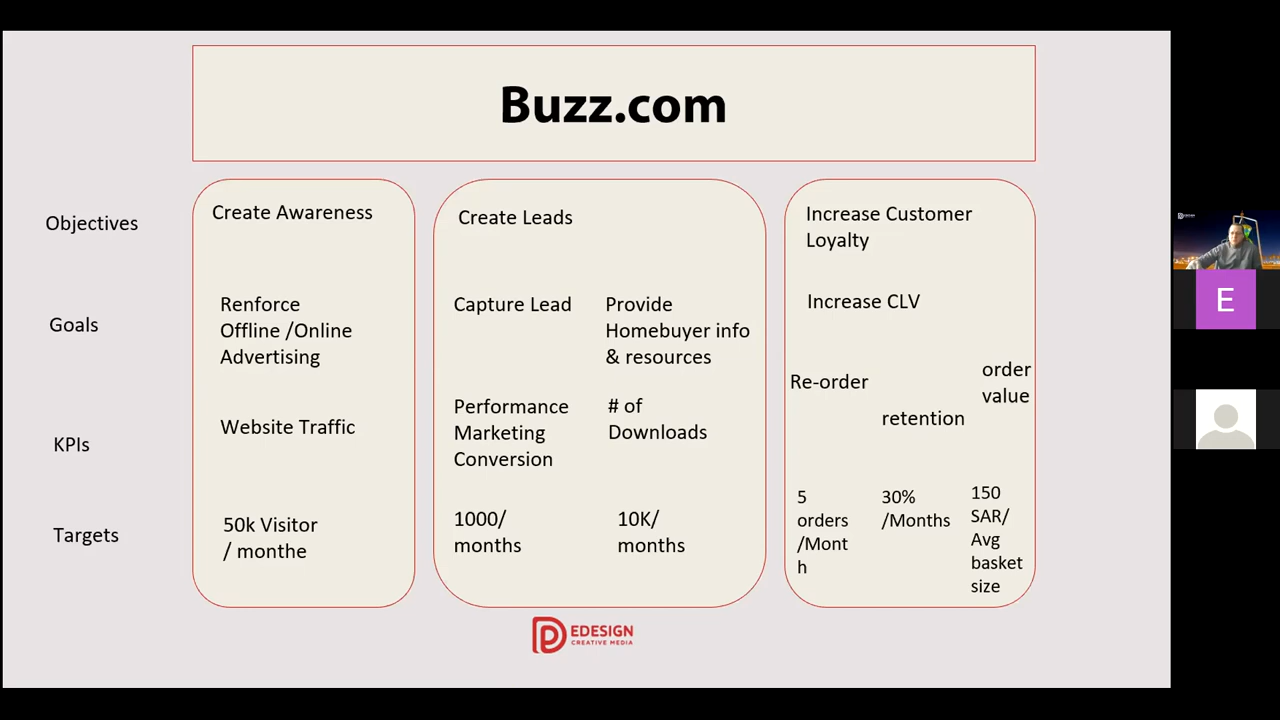 Buzz.com
Objectives
Create Awareness
Create Leads
Increase Customer
Loyalty
Goals
Renforce
Offline /Online
Advertising
Capture Lead
Provide
Homebuyer info
& resources
Increase CLV
KPIs
Website Traffic
Performance
Marketing
Conversion
# of
Downloads
Re-order
retention
order
value
Targets
50k Visitor
/ monthe
1000/
months
10K/
months
5
orders
/Mont
h
30%
/Months
150
SAR/
Avg
basket
size
EDESIGN
CREATIVE MEDIA
E